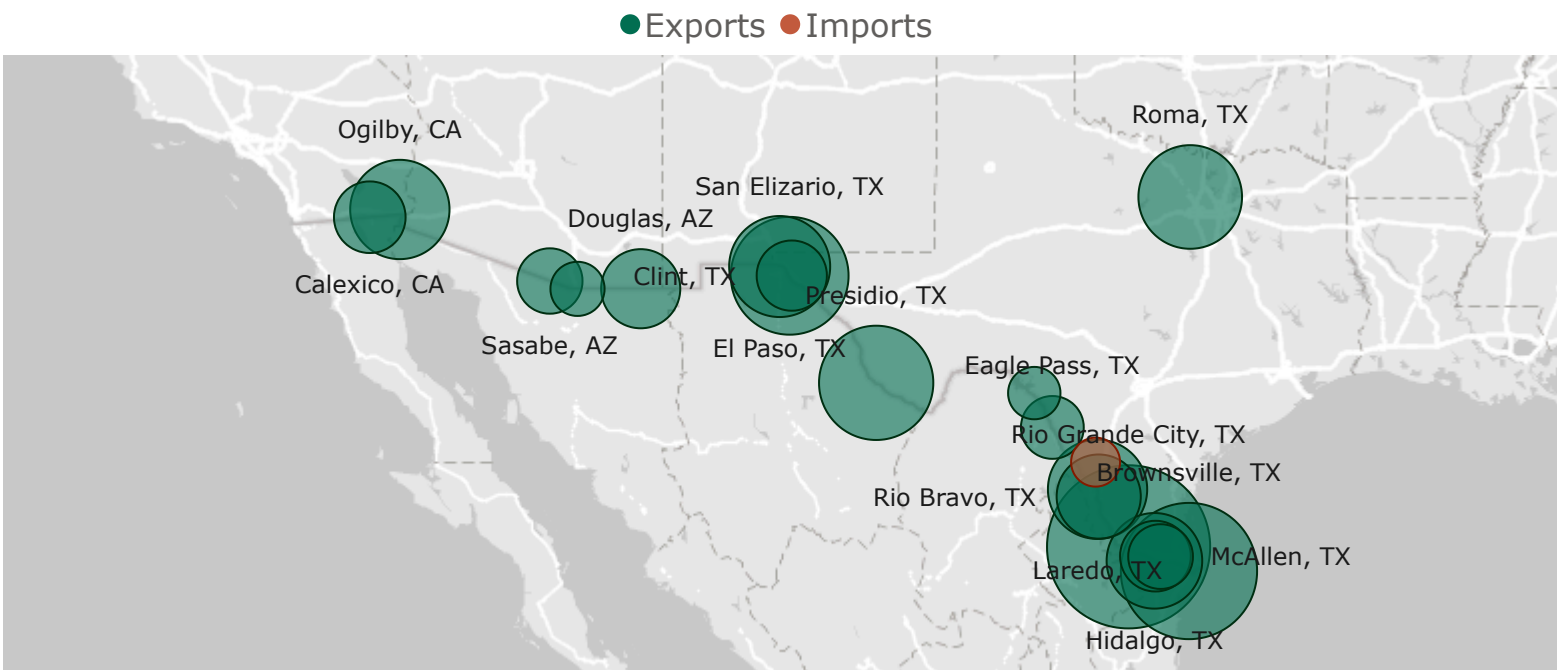 Exports Imports
Ogilby, CA
Roma, TX
San Elizario, TX
Douglas, AZ
Calexico, CA
Clint, TX
Presidio, TX
Sasabe, AZ
El Paso, TX
Eagle Pass, TX
Rio Grande City, TX
Brownsville, TX
Rio Bravo, TX
McAllen, TX
Laredo, TX
Hidalgo, TX